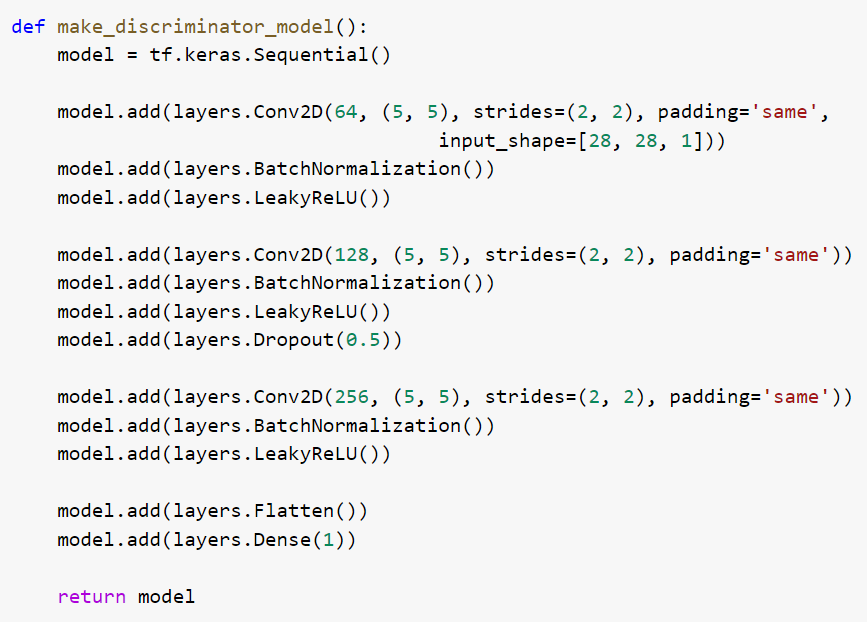 def make_discriminator_model():
    model = tf.keras.Sequential()

    model.add(layers.Conv2D(64, (5, 5), strides=(2, 2), padding='same',
                                     input_shape=[28, 28, 1]))
    model.add(layers.BatchNormalization())
    model.add(layers.LeakyReLU())

    model.add(layers.Conv2D(128, (5, 5), strides=(2, 2), padding='same'))
    model.add(layers.BatchNormalization())
    model.add(layers.LeakyReLU())
    model.add(layers.Dropout(0.5))

    model.add(layers.Conv2D(256, (5, 5), strides=(2, 2), padding='same'))
    model.add(layers.BatchNormalization())
    model.add(layers.LeakyReLU())

    model.add(layers.Flatten())
    model.add(layers.Dense(1))

    return model